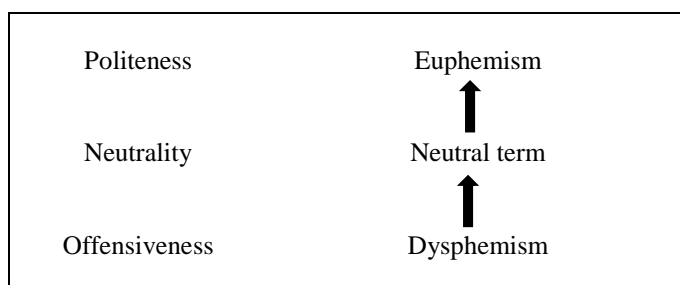 Politeness Euphemism
Neutrality Neutral term
Offensiveness Dysphemism